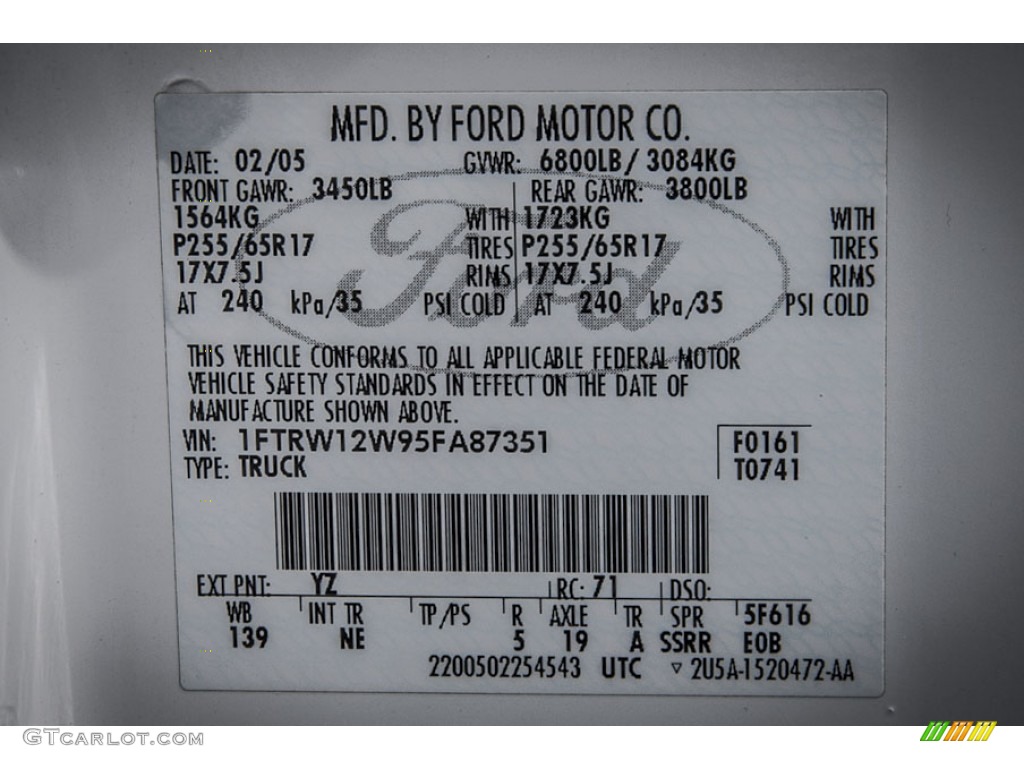 MFD. BY FORD MOTOR CO.
DATE: 02/05 GVWR: 6800LB/ 3084KG
FRONT GAWR: 3450LB REAR GAWR: 3800LB
1564KG WITH 1723KG WITH
P255/65R17 TIRES P255/65R17 TIRES
17X7.5J RIMS 17X7.5J RIMS
AT 240 kPa/35 PSI COLD AT 240 kPa/35 PSI COLD
Ford
THIS VEHICLE CONFORMS TO ALL APPLICABLE FEDERAL MOTOR
VEHICLE SAFETY STANDARDS IN EFFECT ON THE DATE OF
MANUFACTURE SHOWN ABOVE.
VIN: 1FTRW12W95FA87351 F0161
TYPE: TRUCK T0741
EXT PNT: YZ RC: 71 DSO:
WB INT TR TP/PS R AXLE TR SPR 5F616
139 NE 5 19 A SSRR EOB
2200502254543 UTC ▿ 2U5A-1520472-AA
GTCARLOT.COM